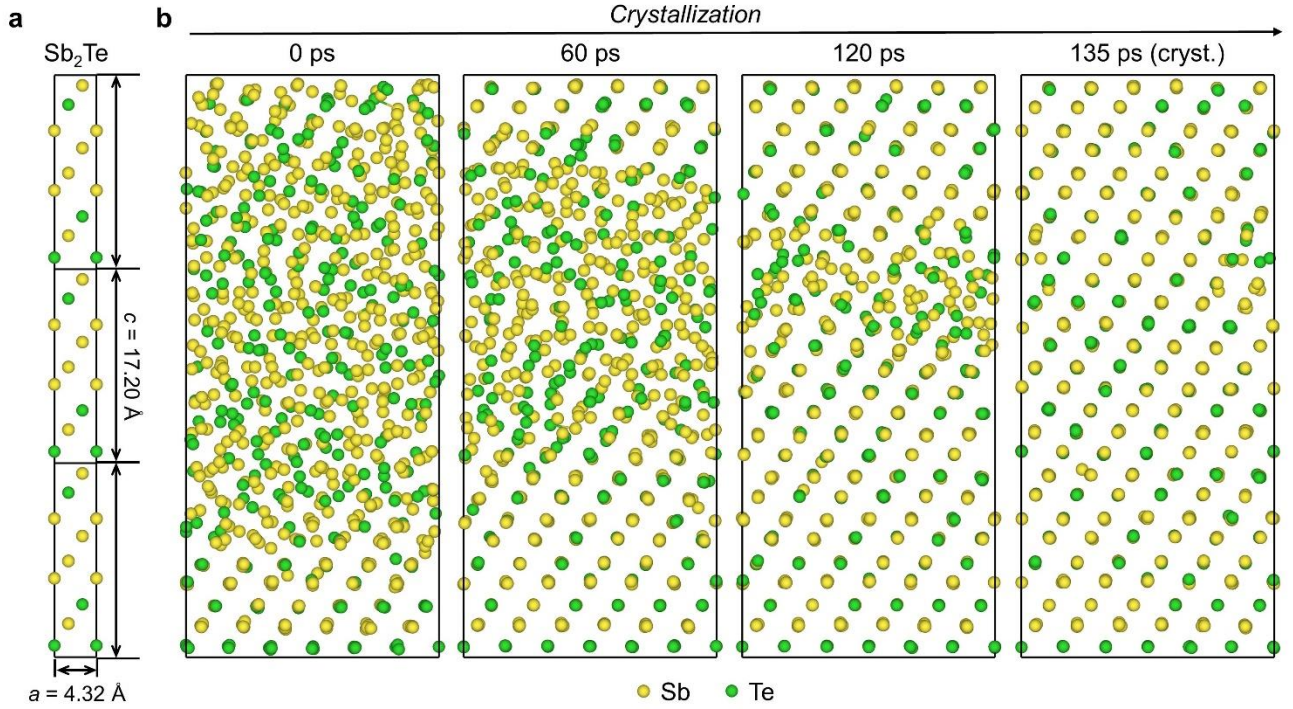 a
b
Crystallization
Sb₂Te
0 ps
60 ps
120 ps
135 ps (cryst.)
c = 17.20 Å
a = 4.32 Å
Sb
Te